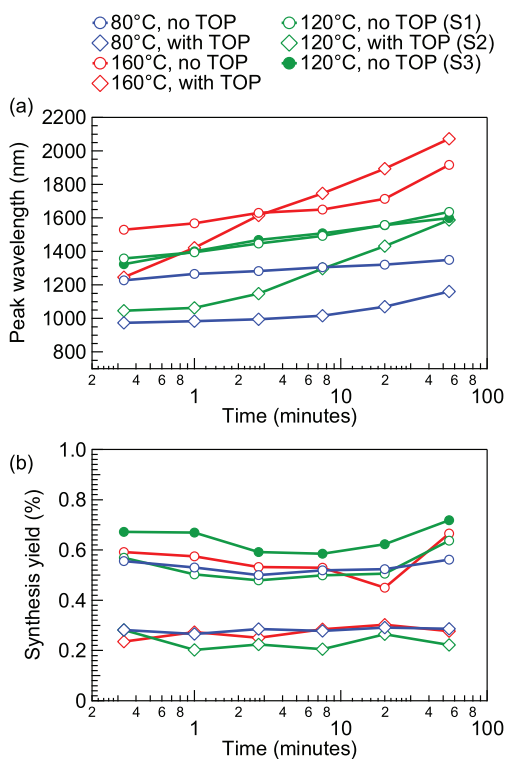 80°C, no TOP
80°C, with TOP
160°C, no TOP
160°C, with TOP
120°C, no TOP (S1)
120°C, with TOP (S2)
120°C, no TOP (S3)
(a)
Peak wavelength (nm)
2200
2000
1800
1600
1400
1200
1000
800
2 4 6 8 1 2 4 6 8 10 2 4 6 8 100
Time (minutes)
(b)
Synthesis yield (%)
1.0
0.8
0.6
0.4
0.2
0
2 4 6 8 1 2 4 6 8 10 2 4 6 8 100
Time (minutes)